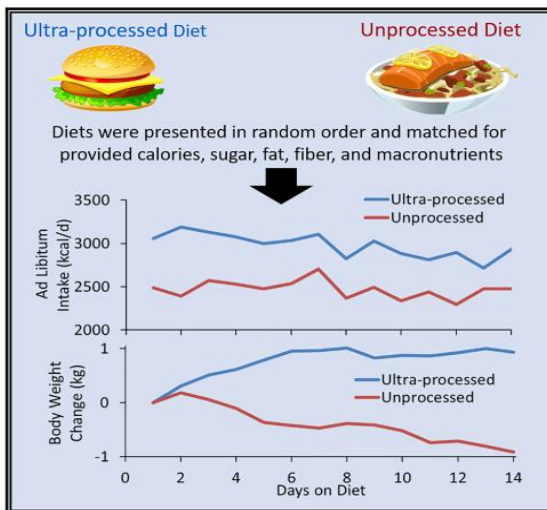 Ultra-processed Diet
Unprocessed Diet
Diets were presented in random order and matched for
provided calories, sugar, fat, fiber, and macronutrients
Ad Libitum
Intake (kcal/d)
3500
3000
2500
2000
Ultra-processed
Unprocessed
Body Weight
Change (kg)
1
0
-1
Ultra-processed
Unprocessed
0 2 4 6 8 10 12 14
Days on Diet